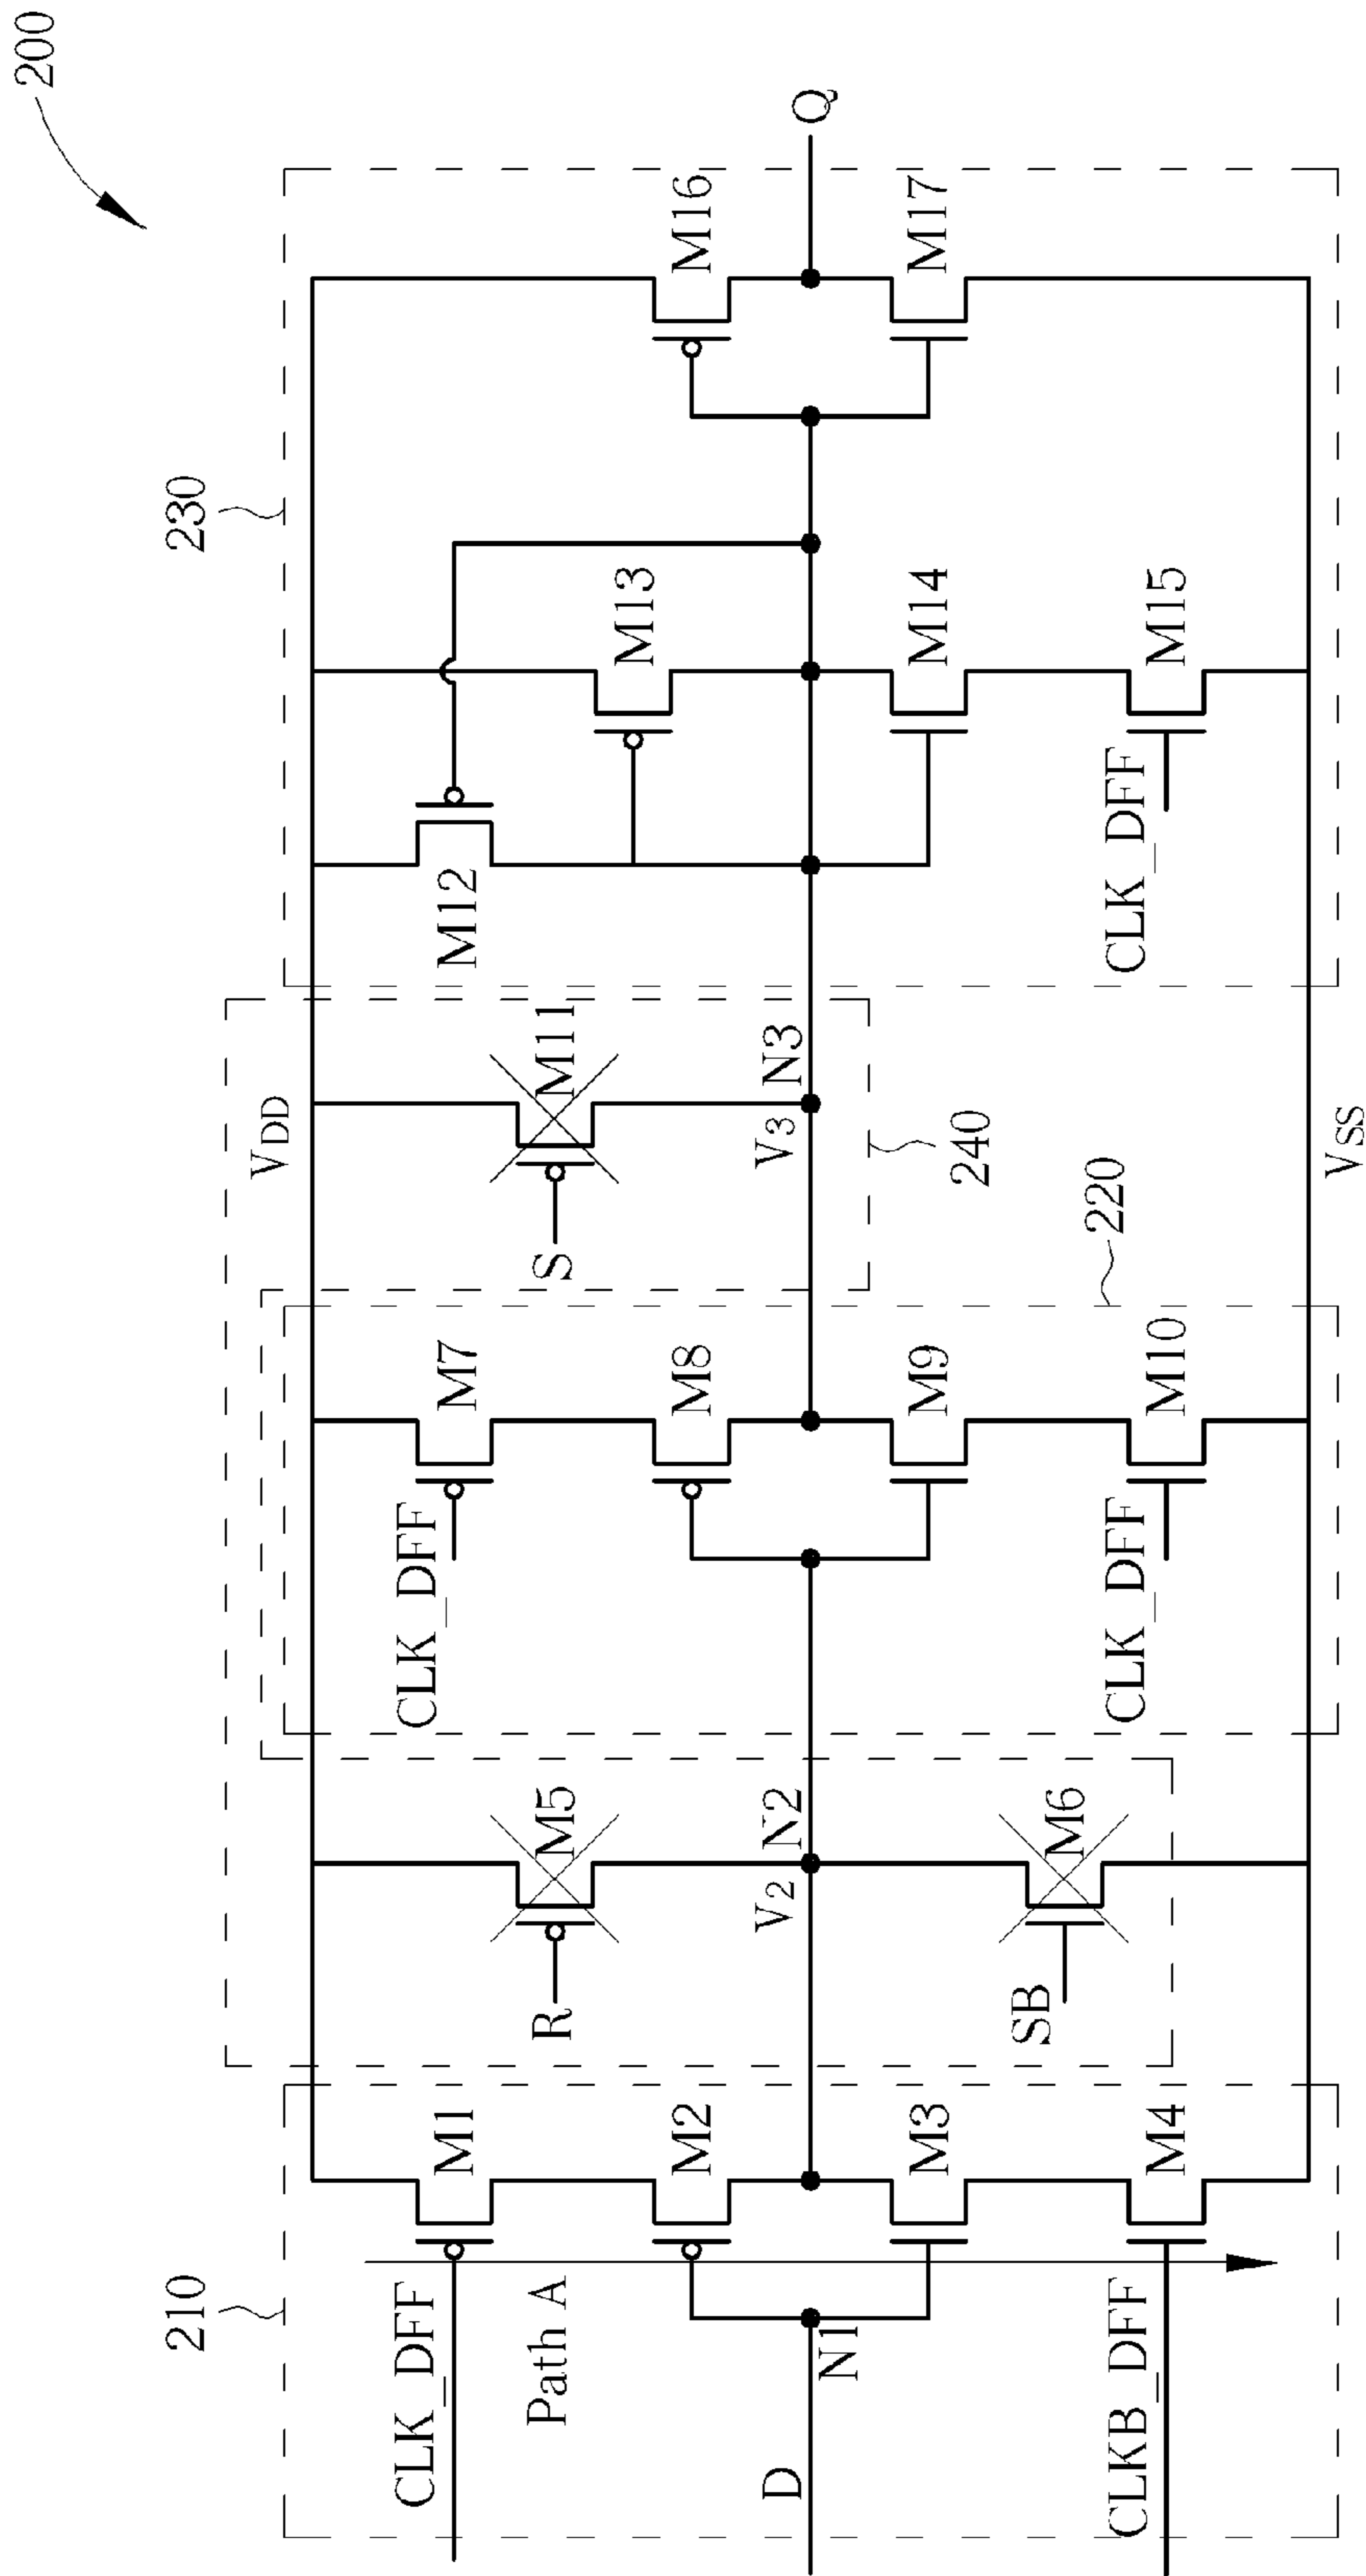 200
230
210
220
240
VDD
VSS
CLK_DFF
M1
M2
M3
M4
Path A
D
N1
CLKB_DFF
R
M5
V2
N2
SB
M6
CLK_DFF
M7
M8
M9
CLK_DFF
M10
S
M11
V3
N3
M12
M13
M14
CLK_DFF
M15
M16
M17
Q